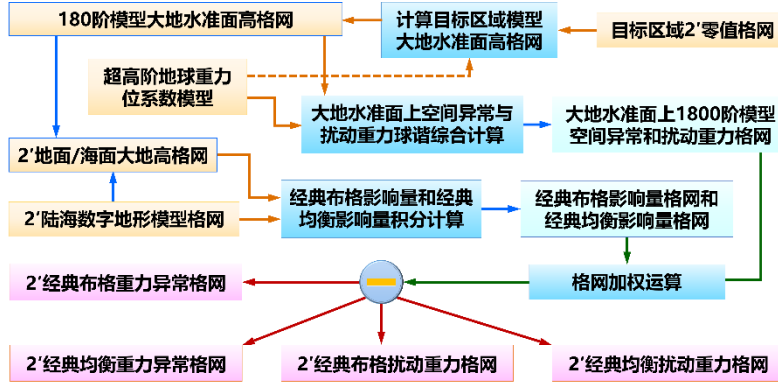 180阶模型大地水准面高格网
计算目标区域模型
大地水准面高格网
目标区域2′零值格网
超高阶地球重力
位系数模型
大地水准面上空间异常与
扰动重力球谐综合计算
大地水准面上1800阶模型
空间异常和扰动重力格网
2′地面/海面大地高格网
2′陆海数字地形模型格网
经典布格影响量和经典
均衡影响量积分计算
经典布格影响量格网和
经典均衡影响量格网
2′经典布格重力异常格网
格网加权运算
2′经典均衡重力异常格网
2′经典布格扰动重力格网
2′经典均衡扰动重力格网